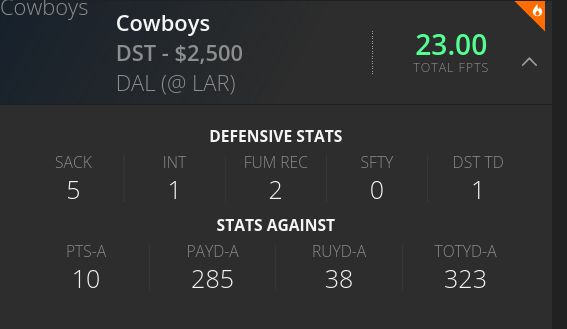 Cowboys
Cowboys
DST - $2,500
DAL (@ LAR)
23.00
TOTAL FPTS
DEFENSIVE STATS
SACK INT FUM REC SFTY DST TD
5 1 2 0 1
STATS AGAINST
PTS-A PAYD-A RUYD-A TOTYD-A
10 285 38 323